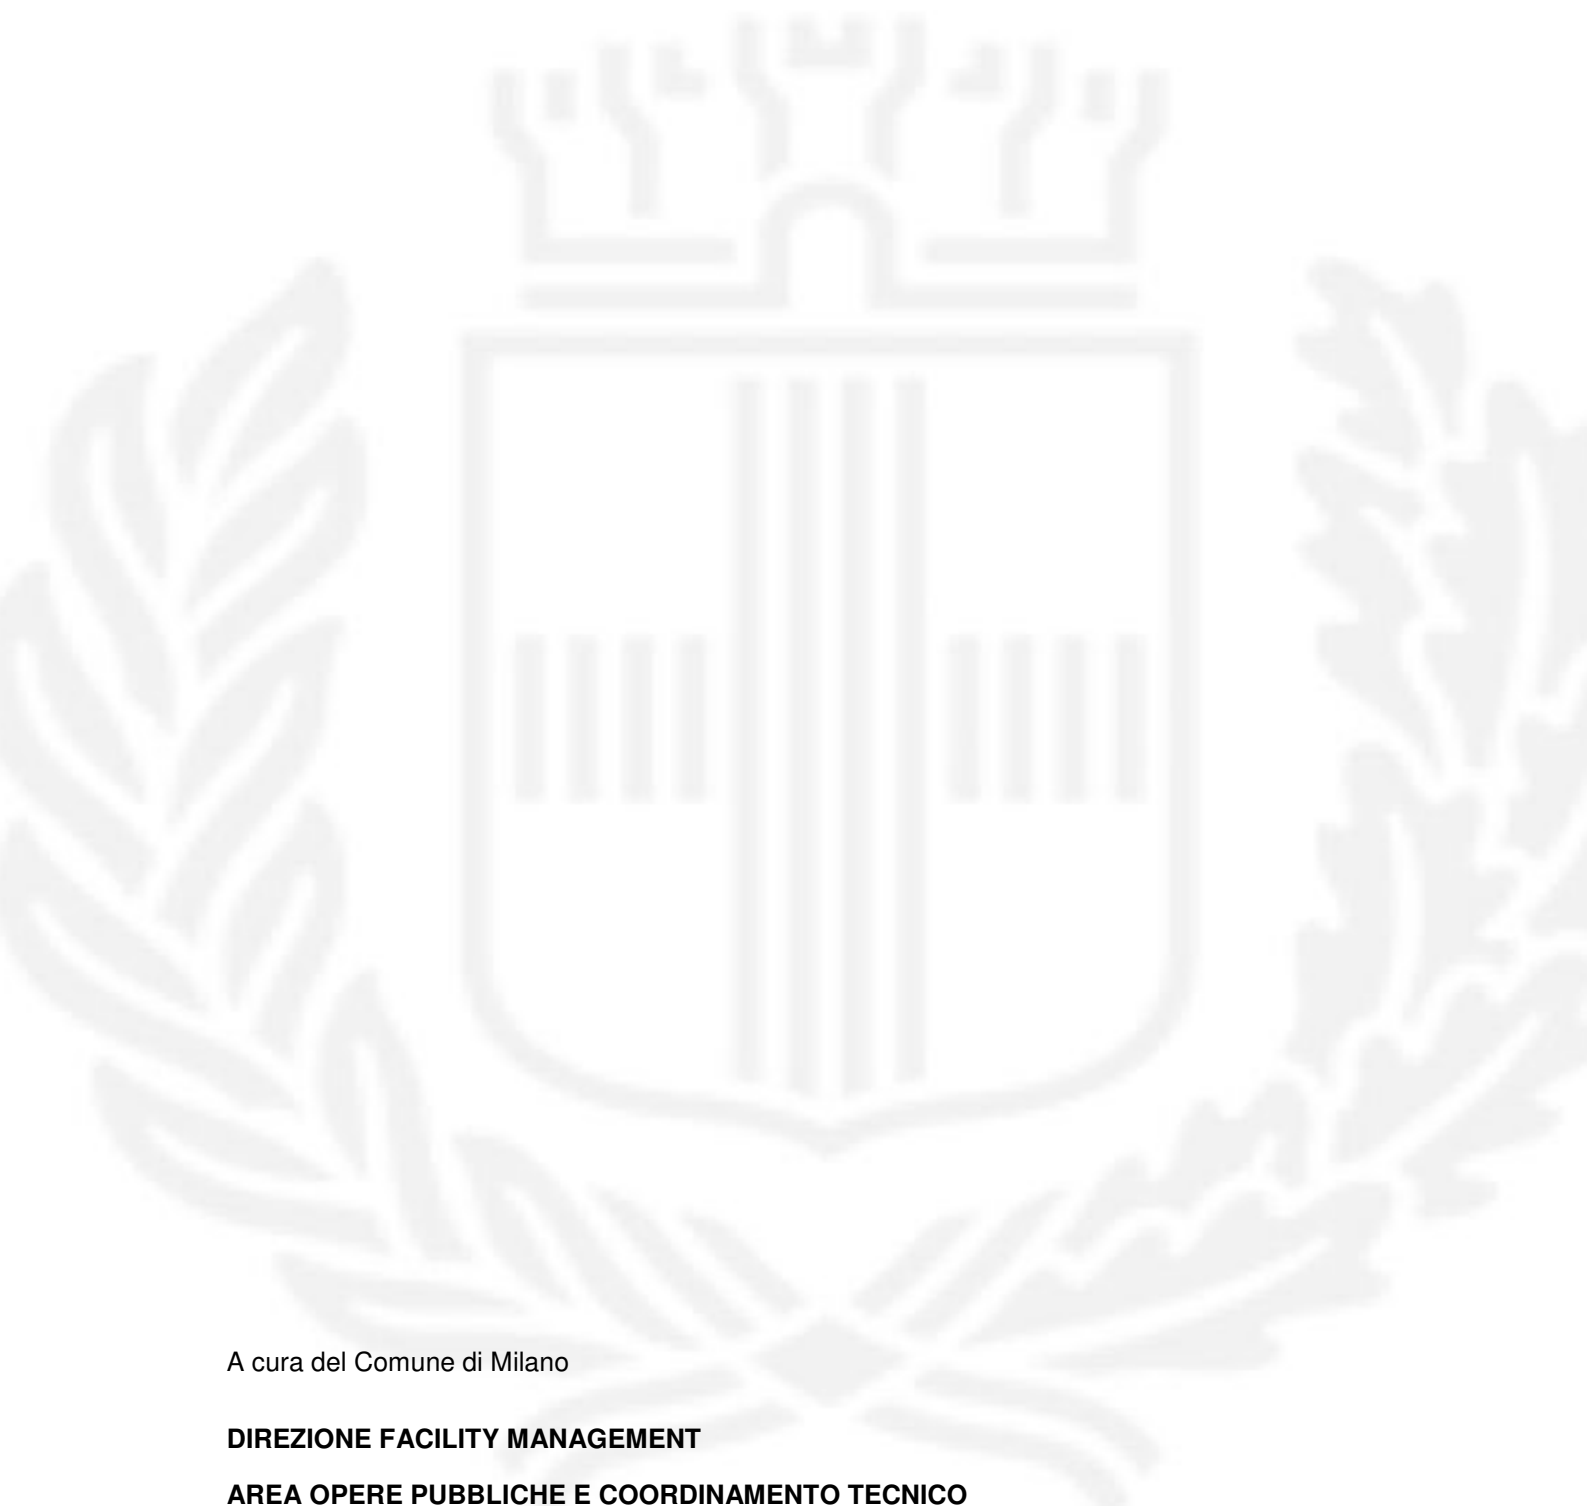 A cura del Comune di Milano
DIREZIONE FACILITY MANAGEMENT
AREA OPERE PUBBLICHE E COORDINAMENTO TECNICO